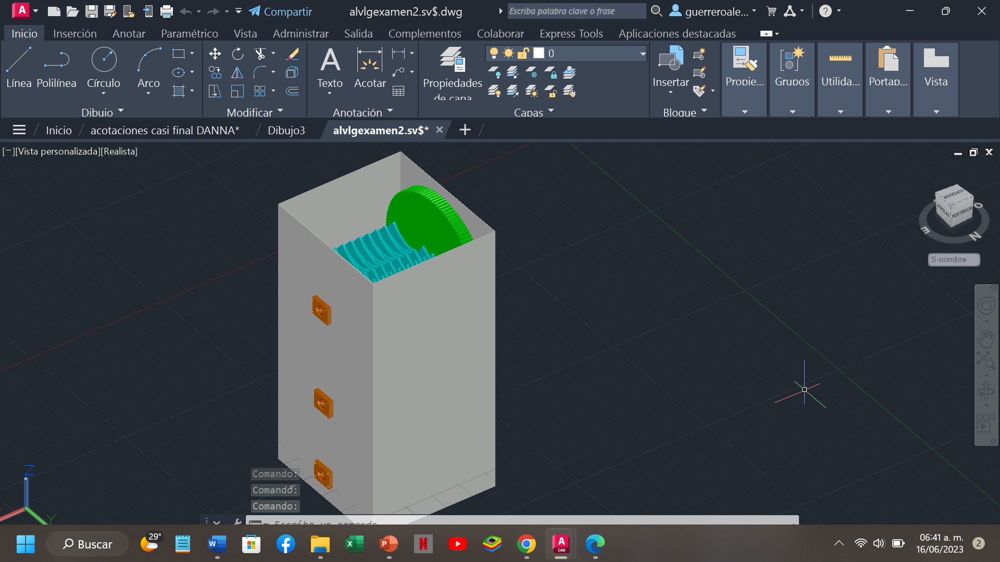 A
Compartir
alvlgexamen2.sv$.dwg
Escriba palabra clave o frase
guerreroale...
?
Inicio
Inserción
Anotar
Paramétrico
Vista
Administrar
Salida
Complementos
Colaborar
Express Tools
Aplicaciones destacadas
0
Línea
Polilínea
Círculo
Arco
A
Texto
Acotar
Propiedades
de capa
Insertar
Propie...
Grupos
Utilida...
Portap...
Vista
Dibujo
Modificar
Anotación
Capas
Bloque
Inicio
acotaciones casi final DANNA*
Dibujo3
alvlgexamen2.sv$*
[−][Vista personalizada][Realista]
SUPERIOR
DERECHA
POSTERIOR
O
E
N
S-nombre
Comando:
Comando:
Comando:
Escriba un comando
Z
Y
Buscar
29°
W
X
P
N
A
CAD
06:41 a. m.
16/06/2023
2